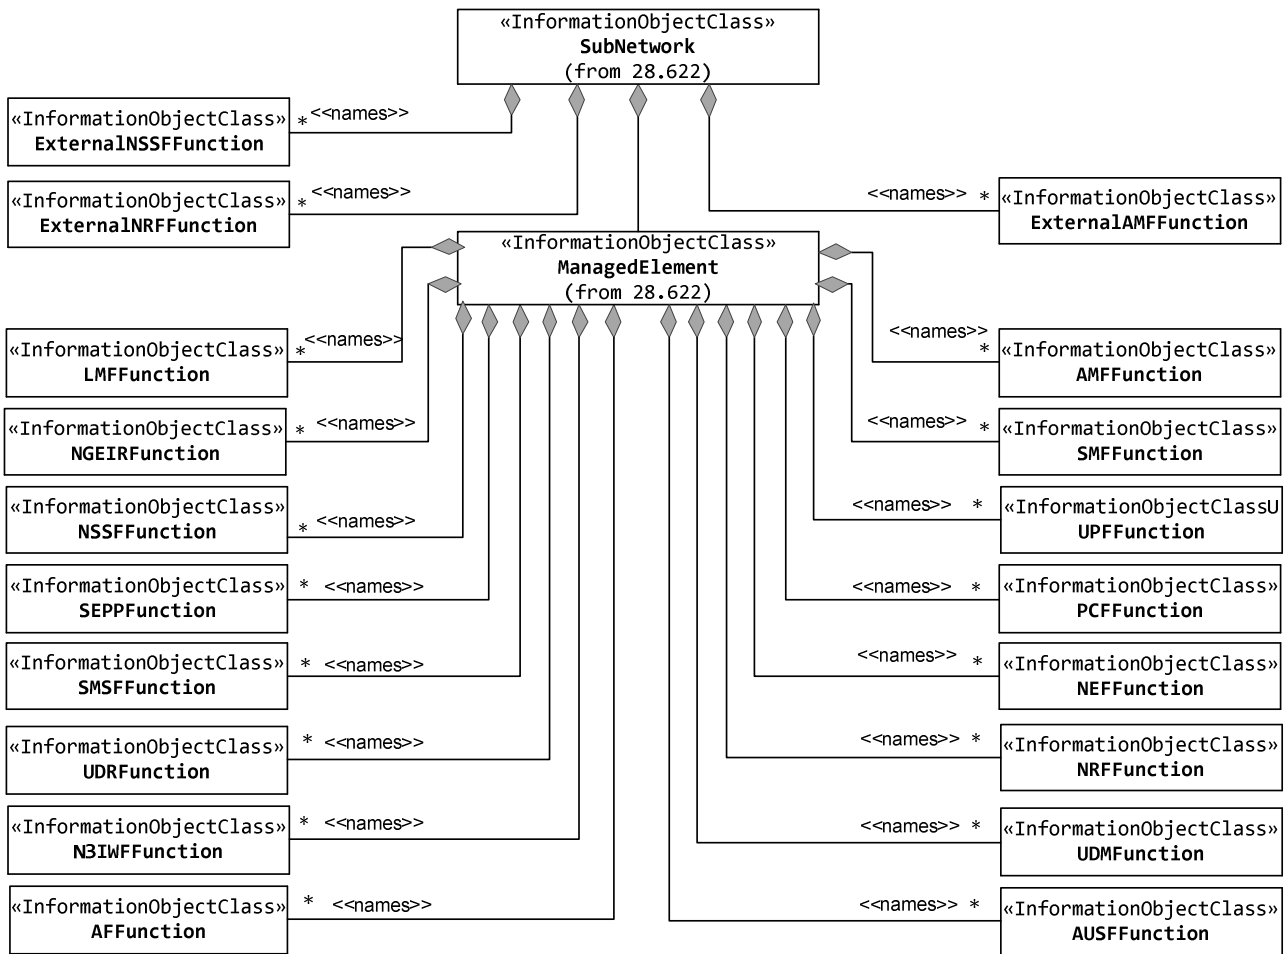 «InformationObjectClass»
SubNetwork
(from 28.622)
«InformationObjectClass»
ExternalNSSFFunction
* <<names>>
«InformationObjectClass»
ExternalNRFFunction
* <<names>>
<<names>> *
«InformationObjectClass»
ExternalAMFFunction
«InformationObjectClass»
ManagedElement
(from 28.622)
«InformationObjectClass»
LMFFunction
* <<names>>
<<names>>
*
«InformationObjectClass»
AMFFunction
«InformationObjectClass»
NGEIRFunction
* <<names>>
<<names>> *
«InformationObjectClass»
SMFFunction
«InformationObjectClass»
NSSFFunction
* <<names>>
<<names>> *
«InformationObjectClassU
UPFFunction
«InformationObjectClass»
SEPPFunction
* <<names>>
<<names>> *
«InformationObjectClass»
PCFFunction
«InformationObjectClass»
SMSFFunction
* <<names>>
<<names>> *
«InformationObjectClass»
NEFFunction
«InformationObjectClass»
UDRFunction
* <<names>>
<<names>> *
«InformationObjectClass»
NRFFunction
«InformationObjectClass»
N3IWFFunction
* <<names>>
<<names>> *
«InformationObjectClass»
UDMFunction
«InformationObjectClass»
AFFunction
* <<names>>
<<names>> *
«InformationObjectClass»
AUSFFunction